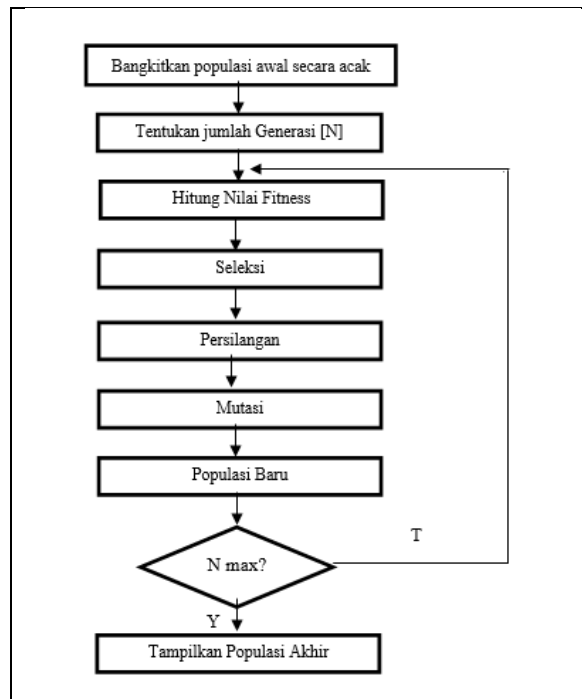 Bangkitkan populasi awal secara acak
Tentukan jumlah Generasi [N]
Hitung Nilai Fitness
Seleksi
Persilangan
Mutasi
Populasi Baru
T
N max?
Y
Tampilkan Populasi Akhir